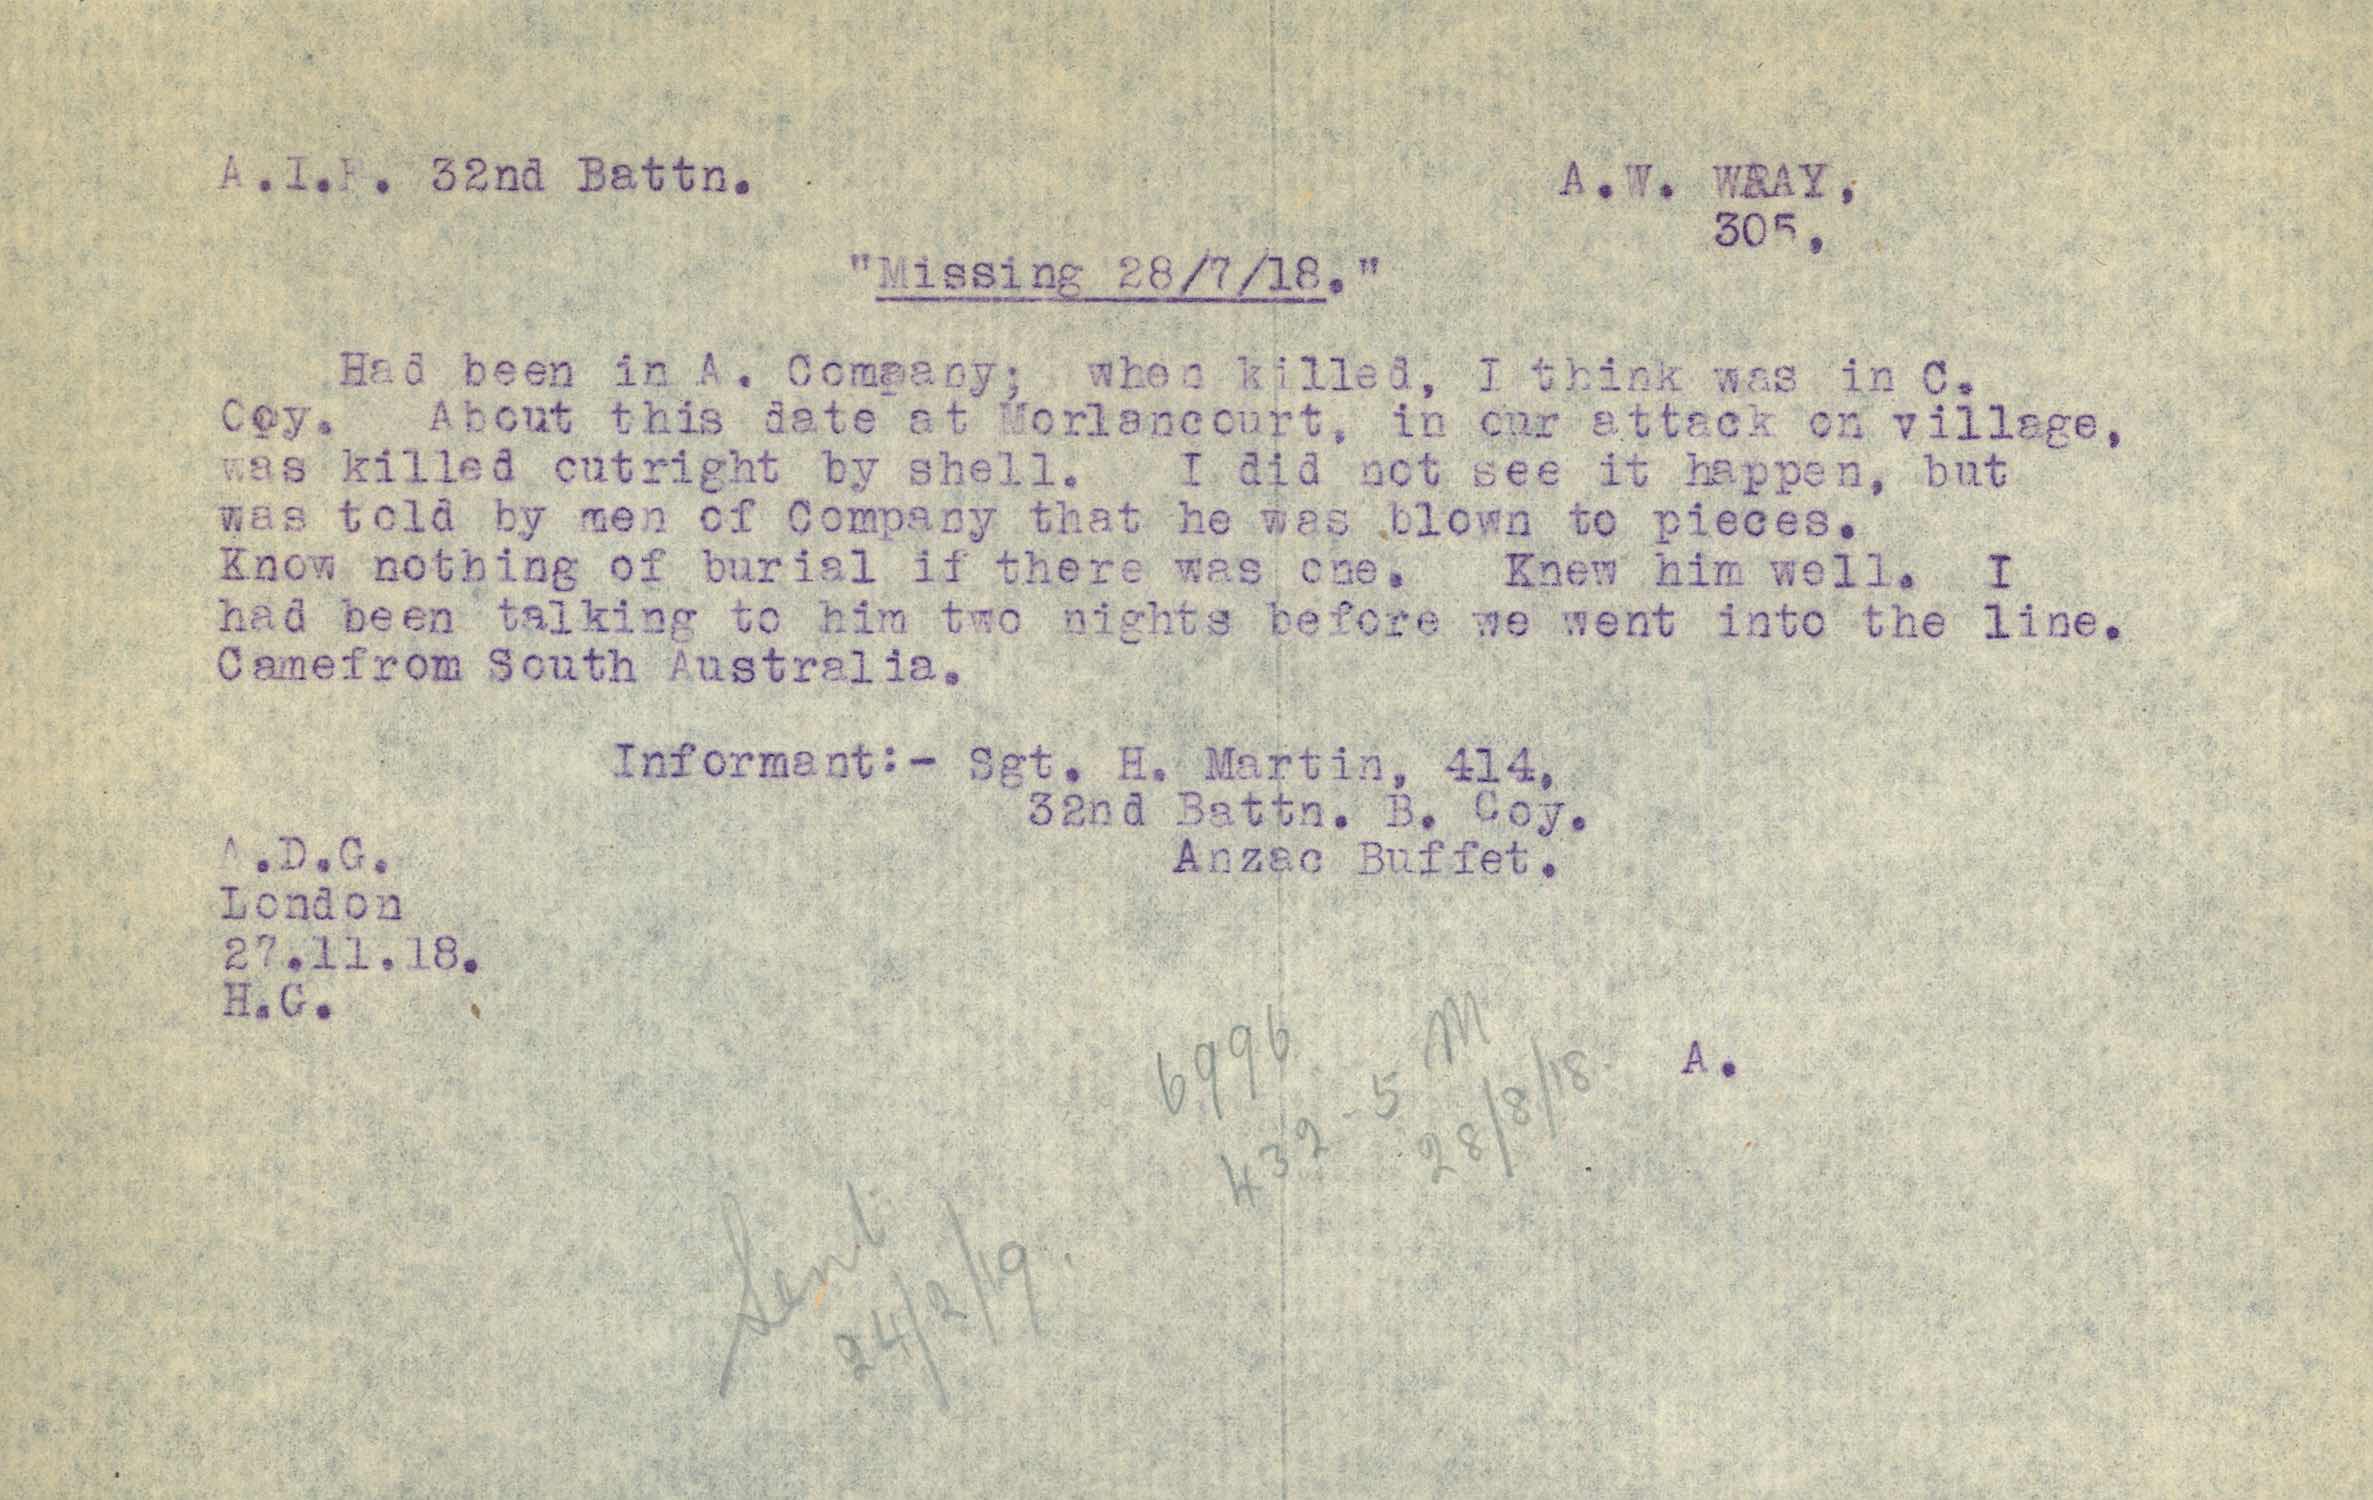 A.I.F. 32nd Battn.
A.W. WRAY,
305.
"Missing 28/7/18."
Had been in A. Company; when killed, I think was in C.
Coy. About this date at Morlancourt, in our attack on village,
was killed outright by shell. I did not see it happen, but
was told by men of Company that he was blown to pieces.
Know nothing of burial if there was one. Knew him well. I
had been talking to him two nights before we went into the line.
Camefrom South Australia.
Informant:- Sgt. H. Martin, 414,
32nd Battn. B. Coy.
Anzac Buffet.
A.D.G.
London
27.11.18.
H.G.
A.
6996
432-5 M
28/8/18
Sent
24/2/19.